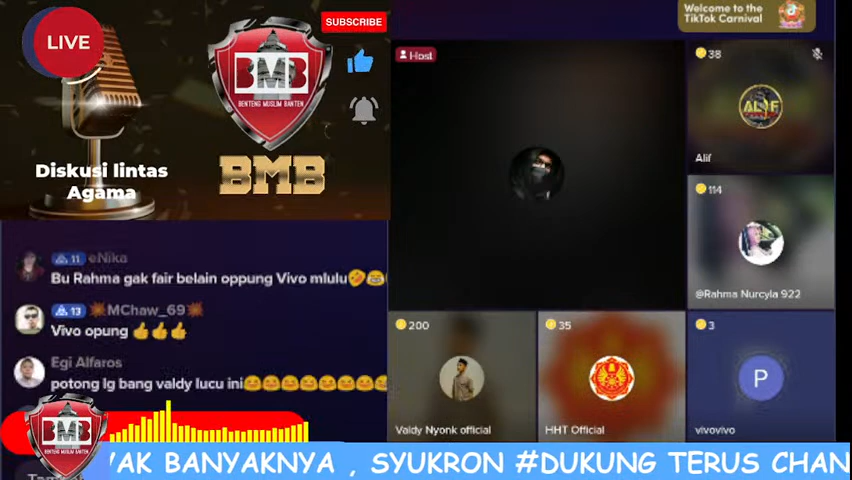 LIVE
SUBSCRIBE
BMB
BENTENG MUSLIM BANTEN
BMB
Diskusi lintas
Agama
Welcome to the
TikTok Carnival
Host
38
ALIF
Alif
114
@Rahma Nurcyla 922
11 eNika
Bu Rahma gak fair belain oppung Vivo mlulu🤣😂
13 💥MChaw_69💥
Vivo opung 👍👍👍
Egi Alfaros
potong lg bang valdy lucu ini😄😄😄😄😄😄😄😄
200
Valdy Nyonk official
35
HHT Official
3
P
vivovivo
BMB
YAK BANYAKNYA , SYUKRON #DUKUNG TERUS CHAN